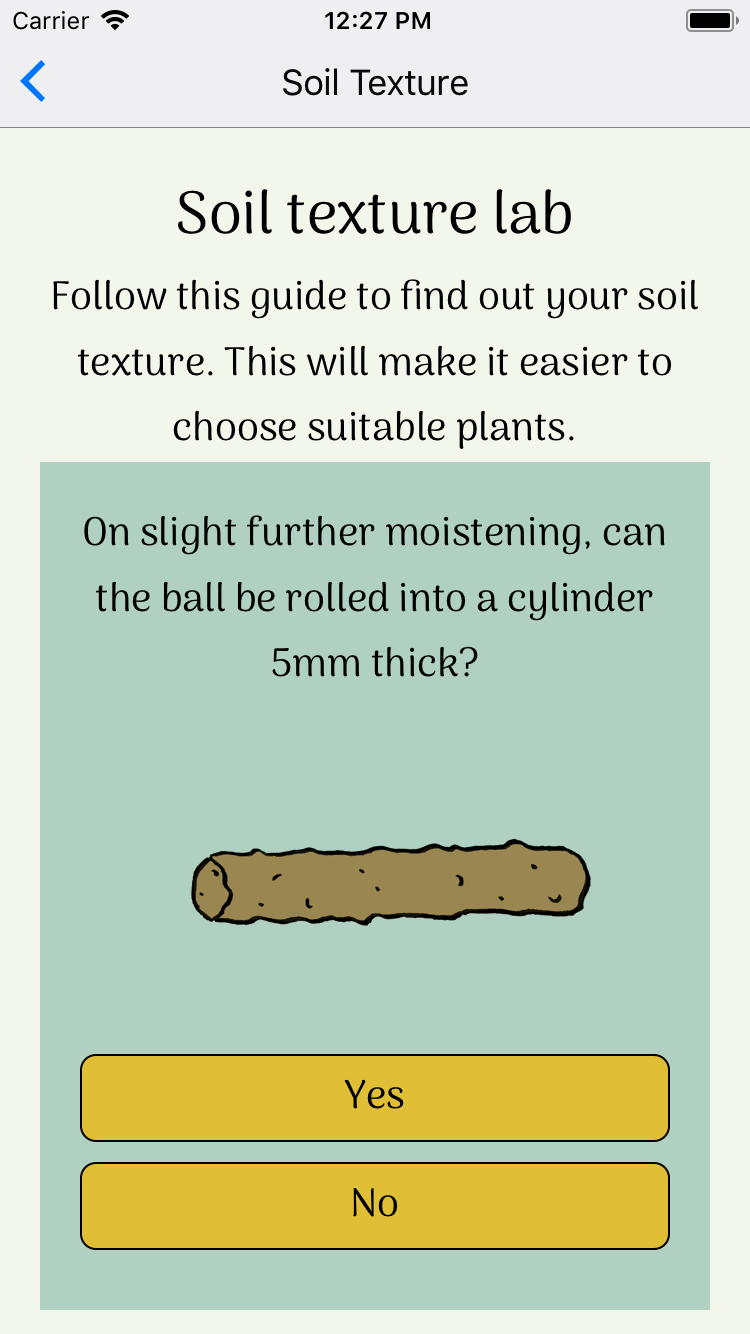 Carrier 12:27 PM
Soil Texture
Soil texture lab
Follow this guide to find out your soil
texture. This will make it easier to
choose suitable plants.
On slight further moistening, can
the ball be rolled into a cylinder
5mm thick?
Yes
No